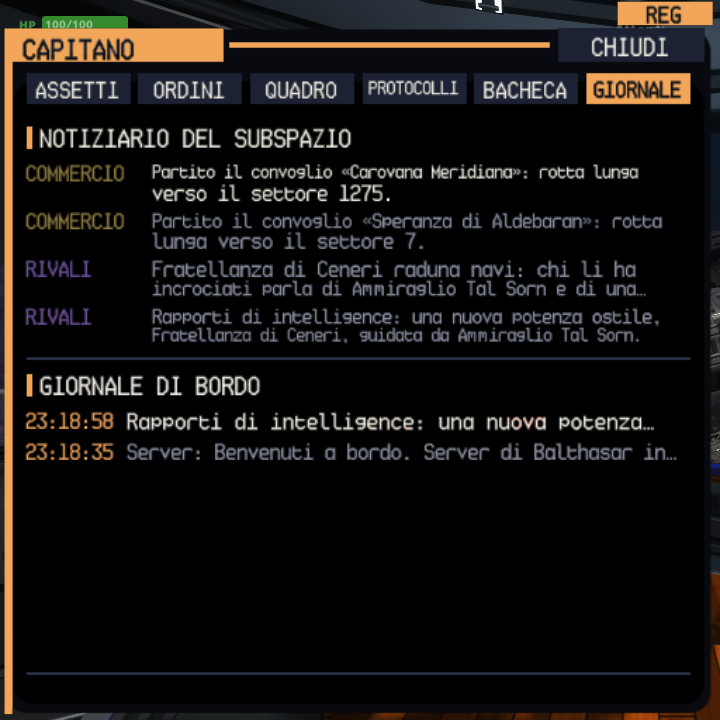 HP 100/100
REG
CAPITANO
CHIUDI
ASSETTI ORDINI QUADRO PROTOCOLLI BACHECA GIORNALE
NOTIZIARIO DEL SUBSPAZIO
COMMERCIO Partito il convoglio «Carovana Meridiana»: rotta lunga
verso il settore 1275.
COMMERCIO Partito il convoglio «Speranza di Aldebaran»: rotta
lunga verso il settore 7.
RIVALI Fratellanza di Ceneri raduna navi: chi li ha
incrociati parla di Ammiraglio Tal Sorn e di una…
RIVALI Rapporti di intelligence: una nuova potenza ostile,
Fratellanza di Ceneri, guidata da Ammiraglio Tal Sorn.
GIORNALE DI BORDO
23:18:58 Rapporti di intelligence: una nuova potenza…
23:18:35 Server: Benvenuti a bordo. Server di Balthasar in…